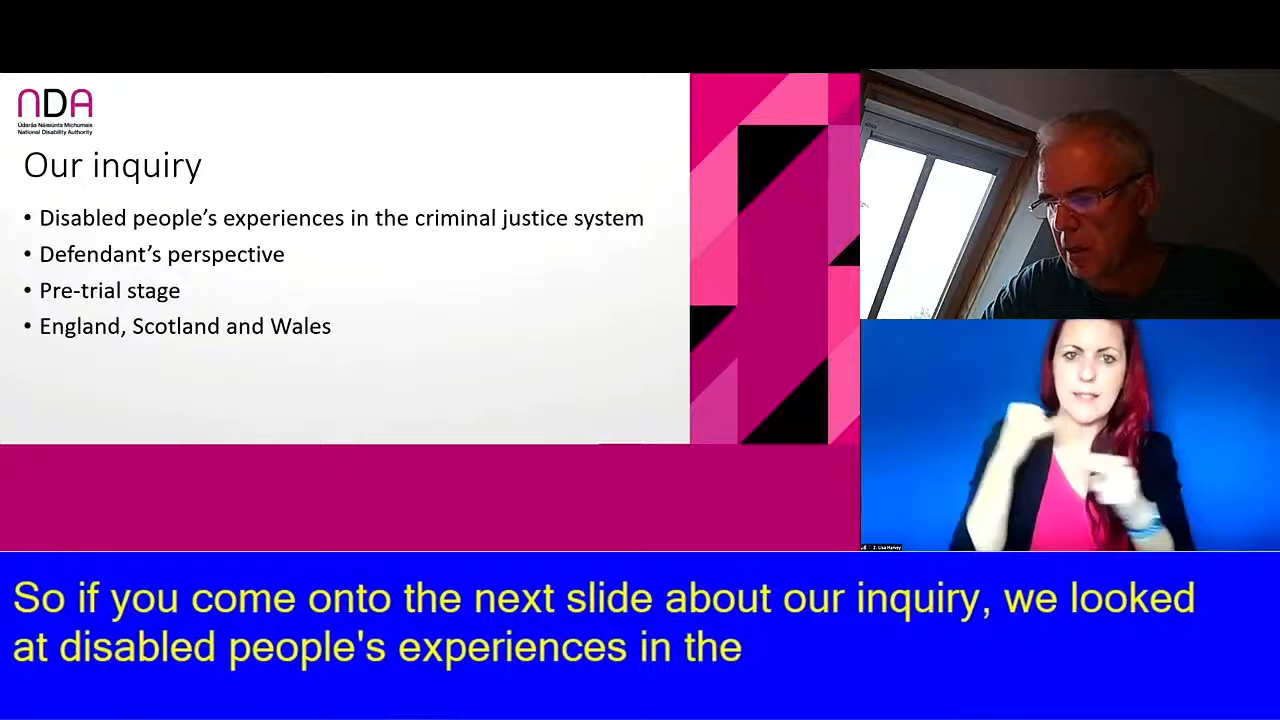 NDA
Údarás Náisiúnta Míchumais
National Disability Authority
Our inquiry
• Disabled people’s experiences in the criminal justice system
• Defendant’s perspective
• Pre-trial stage
• England, Scotland and Wales
Lisa Harvey
So if you come onto the next slide about our inquiry, we looked
at disabled people's experiences in the